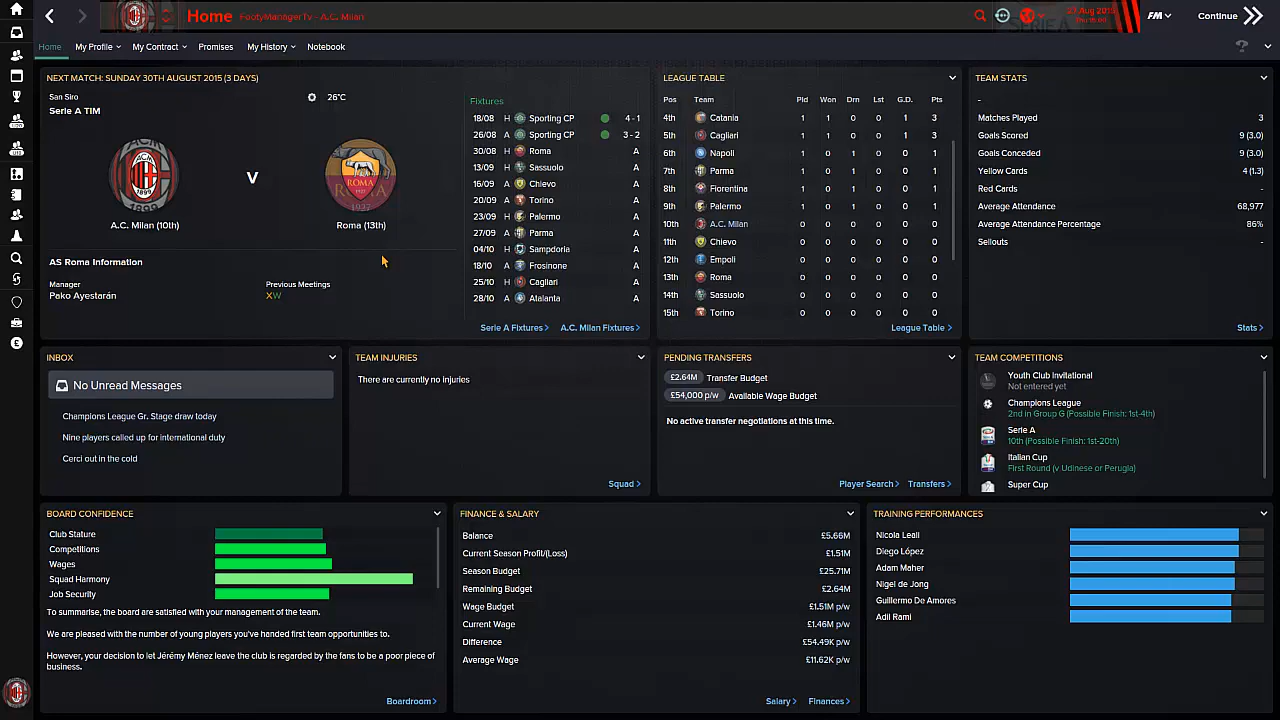 Home FootyManagerTv - A.C. Milan
27 Aug 2015
FM
Continue
Home My Profile My Contract Promises My History Notebook
NEXT MATCH: SUNDAY 30TH AUGUST 2015 (3 DAYS)
San Siro 26°C
Serie A TIM
V
A.C. Milan (10th) Roma (13th)
AS Roma Information
Manager Previous Meetings
Pako Ayestarán XW
Fixtures
18/08 H Sporting CP 4 - 1
26/08 A Sporting CP 3 - 2
30/08 H Roma A
13/09 H Sassuolo A
16/09 A Chievo A
20/09 A Torino A
23/09 H Palermo A
27/09 A Parma A
04/10 H Sampdoria A
18/10 A Frosinone A
25/10 H Cagliari A
28/10 A Atalanta A
Serie A Fixtures> A.C. Milan Fixtures>
LEAGUE TABLE
Pos Team Pld Won Drn Lst G.D. Pts
4th Catania 1 1 0 0 1 3
5th Cagliari 1 1 0 0 1 3
6th Napoli 1 0 1 0 0 1
7th Parma 1 0 1 0 0 1
8th Fiorentina 1 0 1 0 0 1
9th Palermo 1 0 1 0 0 1
10th A.C. Milan 0 0 0 0 0 0
11th Chievo 0 0 0 0 0 0
12th Empoli 0 0 0 0 0 0
13th Roma 0 0 0 0 0 0
14th Sassuolo 0 0 0 0 0 0
15th Torino 0 0 0 0 0 0
League Table>
TEAM STATS
-
Matches Played 3
Goals Scored 9 (3.0)
Goals Conceded 9 (3.0)
Yellow Cards 4 (1.3)
Red Cards -
Average Attendance 68,977
Average Attendance Percentage 86%
Sellouts -
Stats>
INBOX
No Unread Messages
Champions League Gr. Stage draw today
Nine players called up for international duty
Cerci out in the cold
TEAM INJURIES
There are currently no injuries
Squad>
PENDING TRANSFERS
£2.64M Transfer Budget
£54,000 p/w Available Wage Budget
No active transfer negotiations at this time.
Player Search> Transfers>
TEAM COMPETITIONS
Youth Club Invitational
Not entered yet
Champions League
2nd in Group G (Possible Finish: 1st-4th)
Serie A
10th (Possible Finish: 1st-20th)
Italian Cup
First Round (v Udinese or Perugia)
Super Cup
BOARD CONFIDENCE
Club Stature
Competitions
Wages
Squad Harmony
Job Security
To summarise, the board are satisfied with your management of the team.
We are pleased with the number of young players you've handed first team opportunities to.
However, your decision to let Jérémy Ménez leave the club is regarded by the fans to be a poor piece of
business.
Boardroom>
FINANCE & SALARY
Balance £5.66M
Current Season Profit/(Loss) £1.51M
Season Budget £25.71M
Remaining Budget £2.64M
Wage Budget £1.51M p/w
Current Wage £1.46M p/w
Difference £54.49K p/w
Average Wage £11.62K p/w
Salary> Finances>
TRAINING PERFORMANCES
Nicola Leali
Diego López
Adam Maher
Nigel de Jong
Guillermo De Amores
Adil Rami